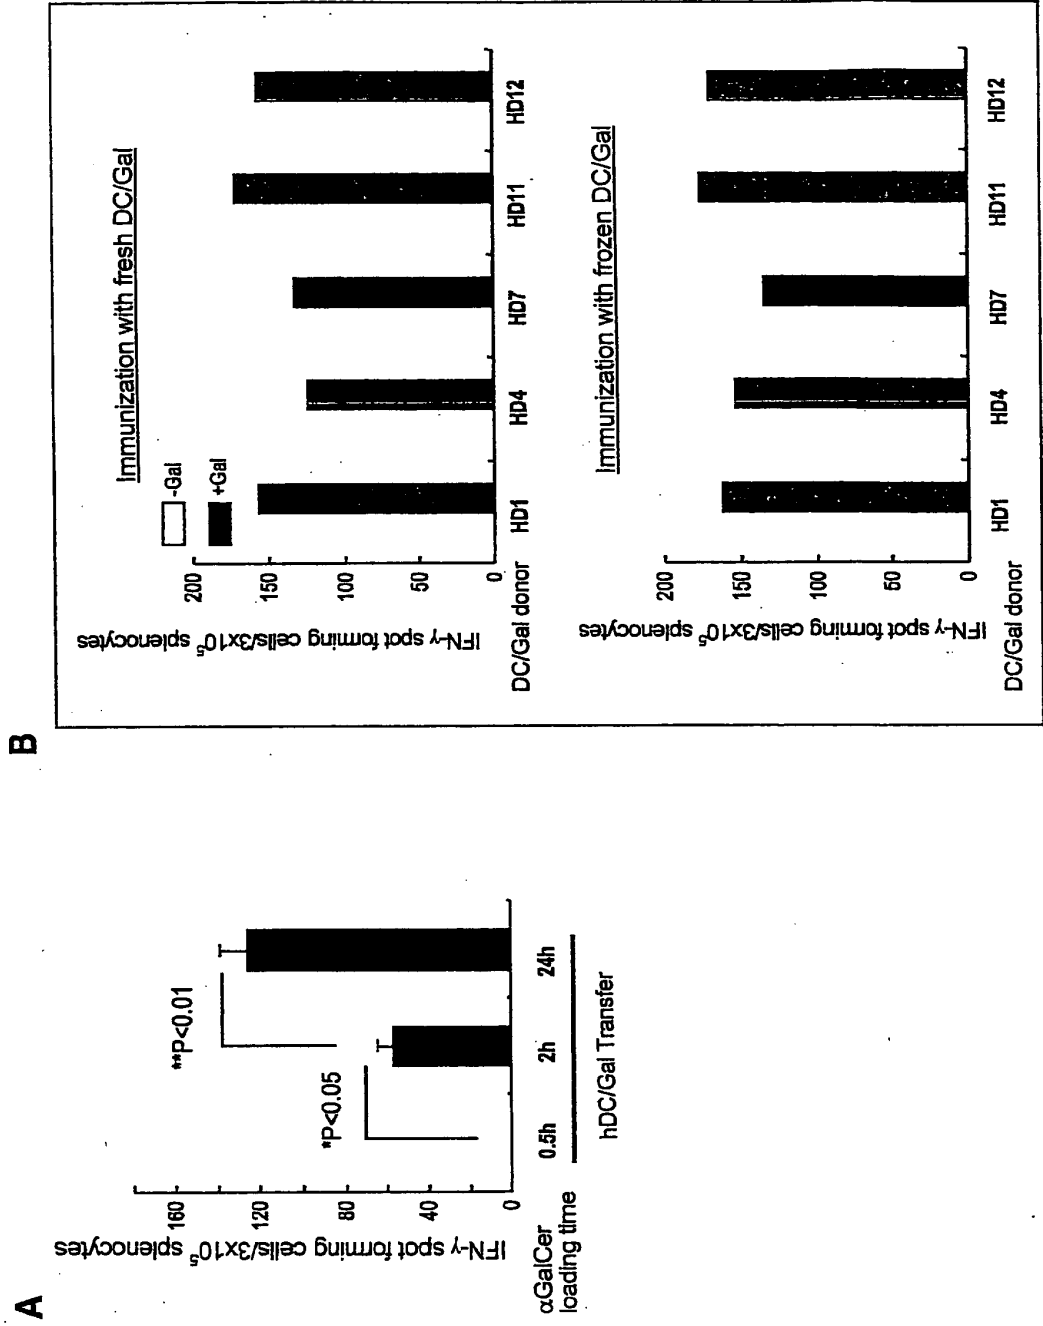 A
IFN-γ spot forming cells/3x10⁵ splenocytes
160
120
80
40
0
**P<0.01
*P<0.05
αGalCer
loading time
0.5h 2h 24h
hDC/Gal Transfer
B
Immunization with fresh DC/Gal
-Gal
+Gal
IFN-γ spot forming cells/3x10⁵ splenocytes
200
150
100
50
0
HD1 HD4 HD7 HD11 HD12
DC/Gal donor
Immunization with frozen DC/Gal
IFN-γ spot forming cells/3x10⁵ splenocytes
200
150
100
50
0
HD1 HD4 HD7 HD11 HD12
DC/Gal donor